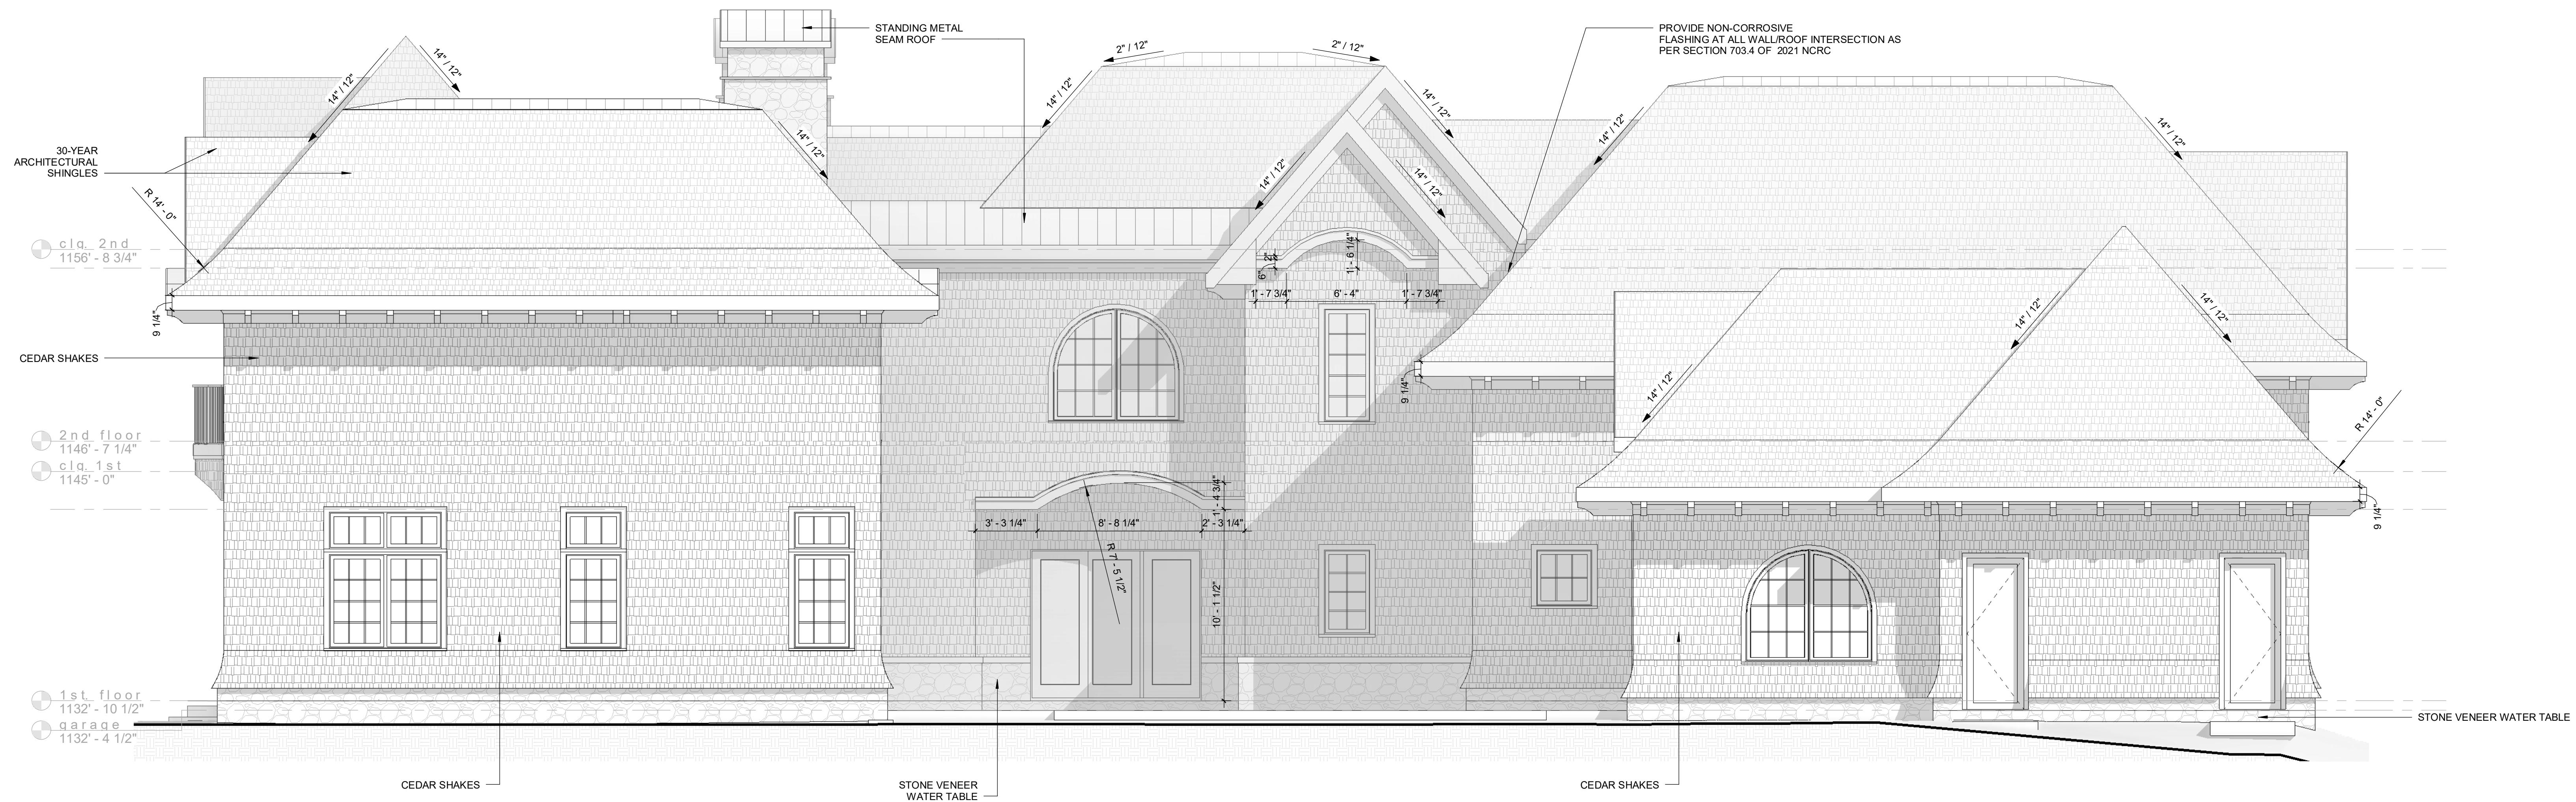 STANDING METAL
SEAM ROOF
PROVIDE NON-CORROSIVE
FLASHING AT ALL WALL/ROOF INTERSECTION AS
PER SECTION 703.4 OF 2021 NCRC
2" / 12"
2" / 12"
14" / 12"
14" / 12"
14" / 12"
14" / 12"
14" / 12"
14" / 12"
14" / 12"
14" / 12"
14" / 12"
30-YEAR
ARCHITECTURAL
SHINGLES
R 14' - 0"
clg. 2nd
1156' - 8 3/4"
6"
2"
1' - 6 1/4"
1' - 7 3/4"
6' - 4"
1' - 7 3/4"
9 1/4"
14" / 12"
14" / 12"
CEDAR SHAKES
9 1/4"
14" / 12"
R 14' - 0"
2nd floor
1146' - 7 1/4"
clg. 1st
1145' - 0"
1' - 4 3/4"
9 1/4"
3' - 3 1/4"
8' - 8 1/4"
2' - 3 1/4"
R 7' - 5 1/2"
10' - 1 1/2"
1st. floor
1132' - 10 1/2"
garage
1132' - 4 1/2"
STONE VENEER WATER TABLE
CEDAR SHAKES
STONE VENEER
WATER TABLE
CEDAR SHAKES